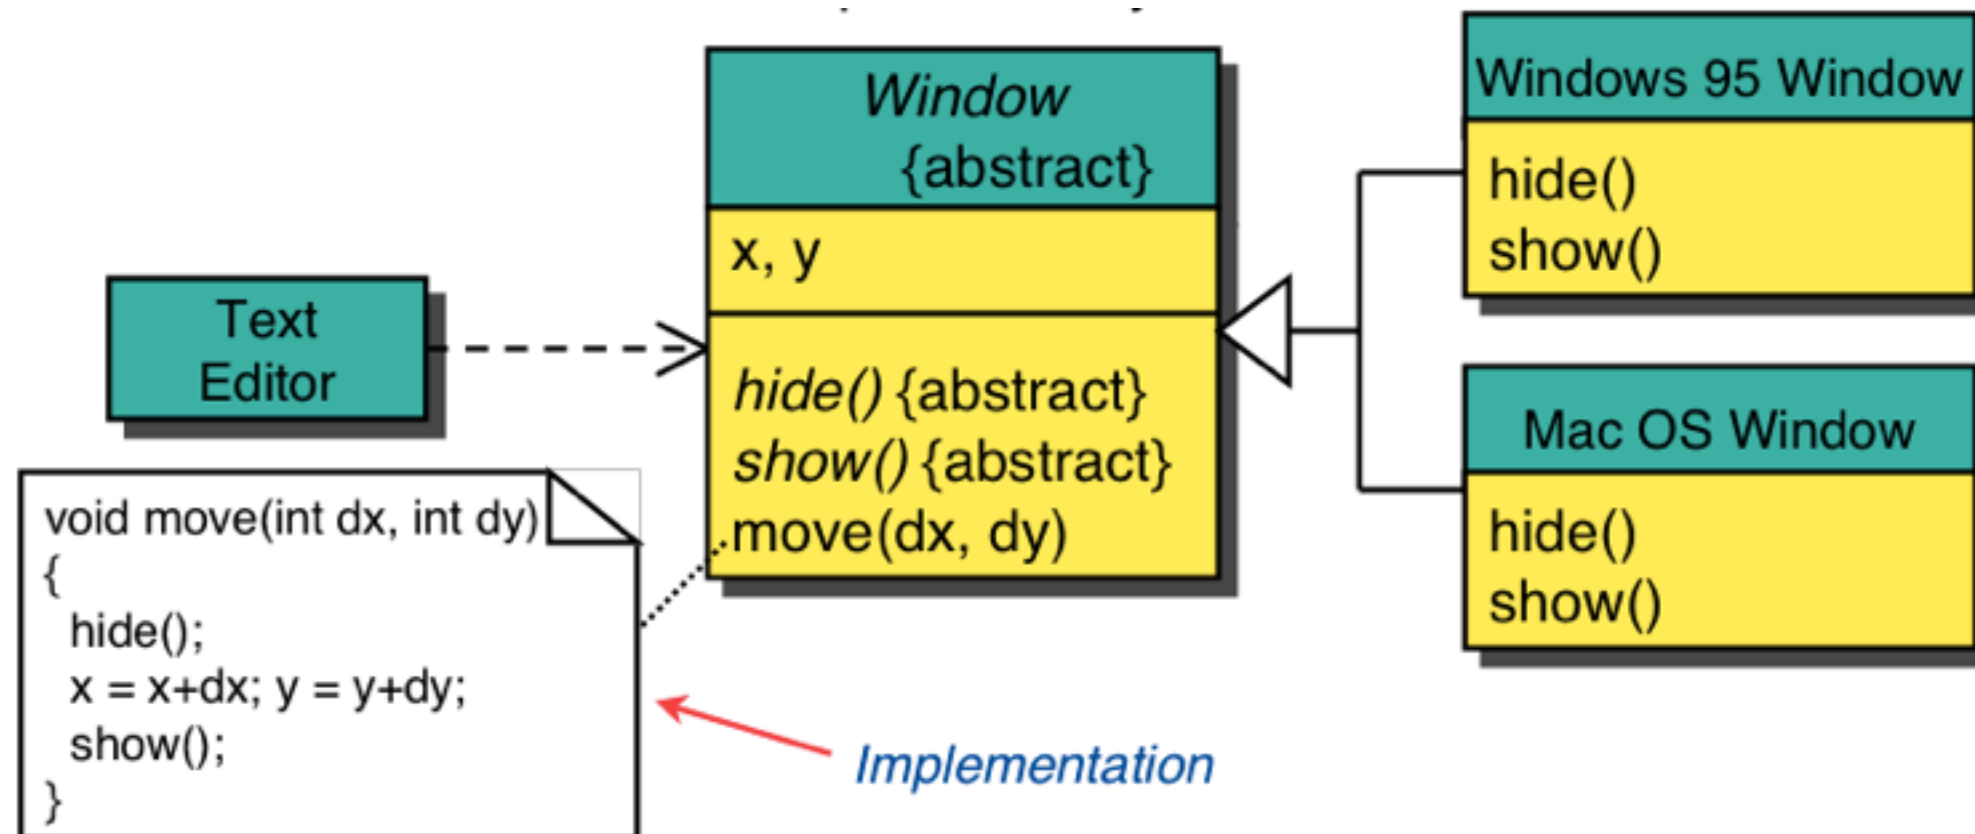 Window
{abstract}
x, y
hide() {abstract}
show() {abstract}
move(dx, dy)
Windows 95 Window
hide()
show()
Mac OS Window
hide()
show()
Text
Editor
void move(int dx, int dy)
{
hide();
x = x+dx; y = y+dy;
show();
}
Implementation